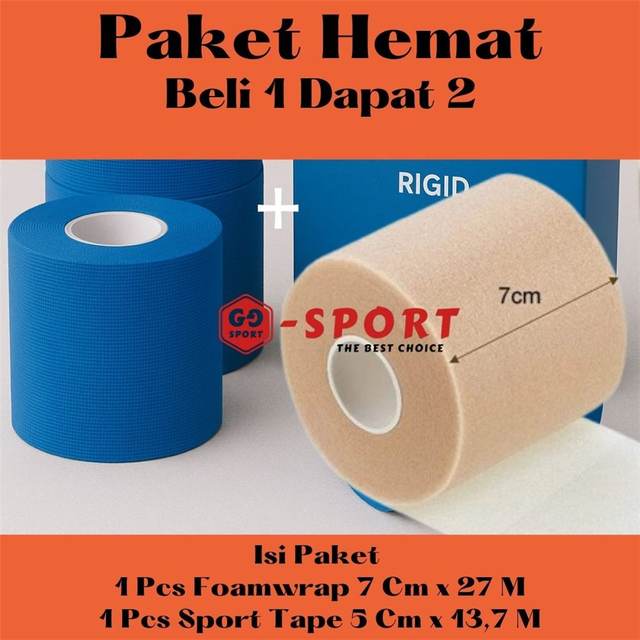 Paket Hemat
Beli 1 Dapat 2
RIGID
7cm
GG
SPORT
-SPORT
THE BEST CHOICE
Isi Paket
1 Pcs Foamwrap 7 Cm x 27 M
1 Pcs Sport Tape 5 Cm x 13,7 M